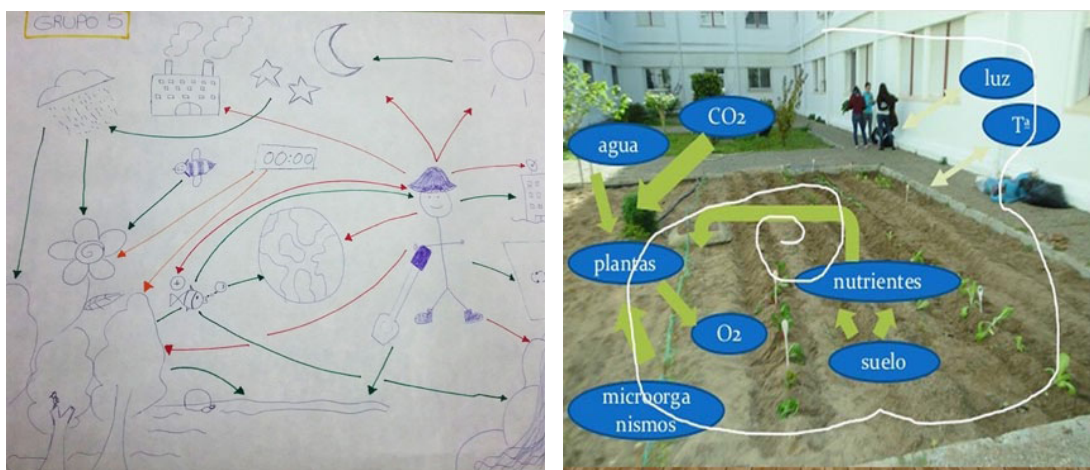 GRUPO 5
00:00
luz
CO2
Tª
agua
plantas
nutrientes
O2
suelo
microorga
nismos